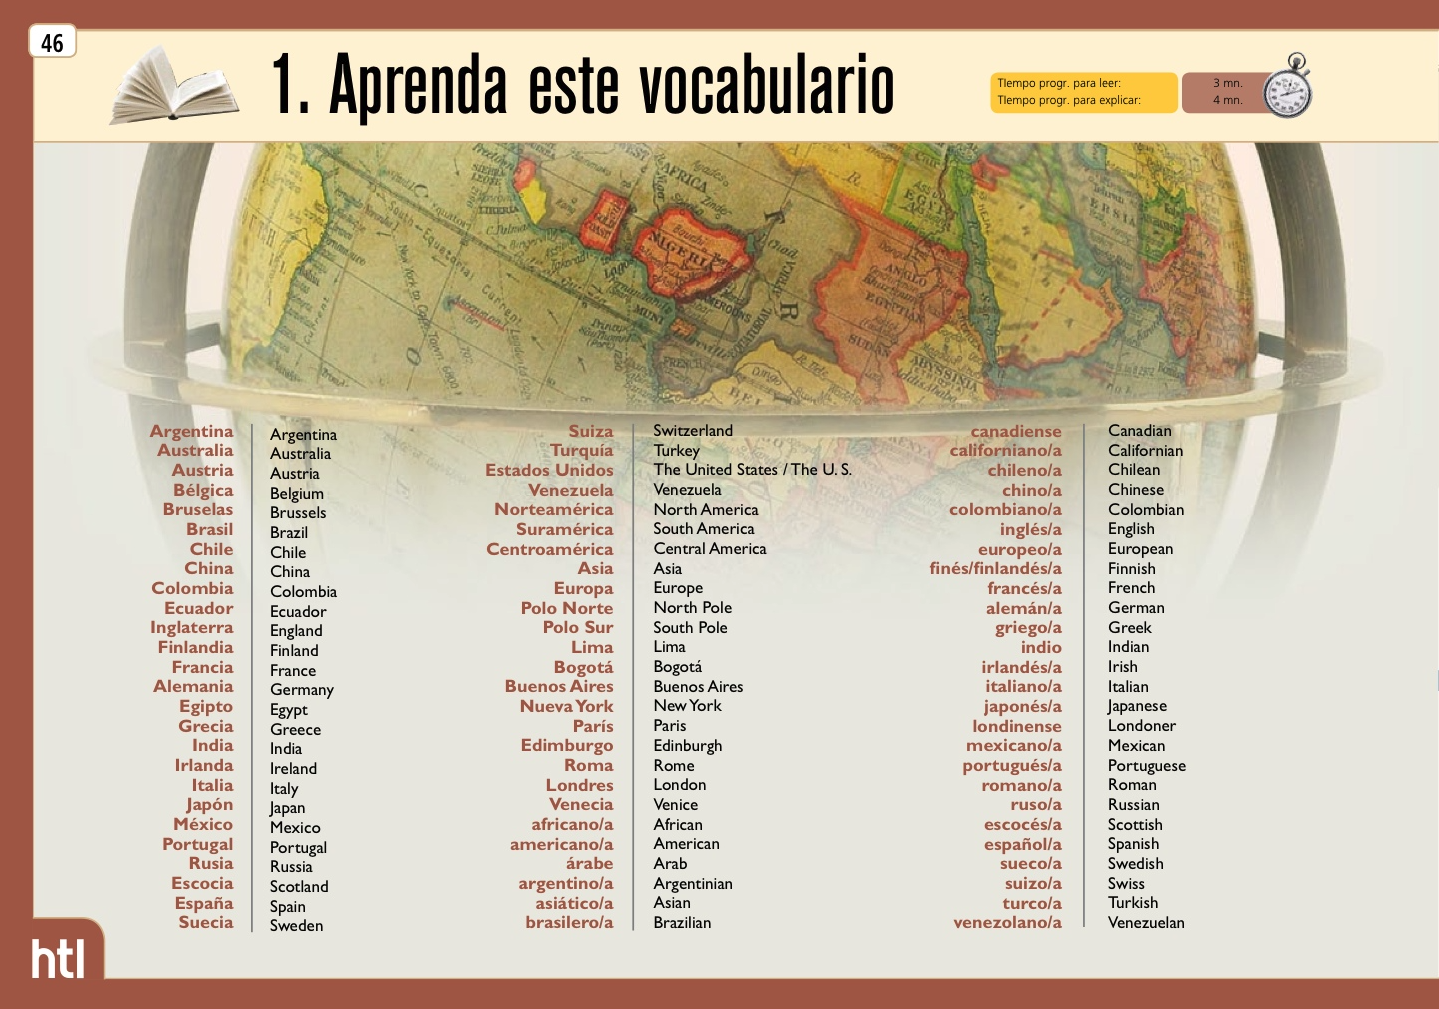 46
1. Aprenda este vocabulario
TIempo progr. para leer: 3 mn.
TIempo progr. para explicar: 4 mn.
AFRICA
NIGERIA
LIBERIA
ANGLO
EGYPTIAN
SUDAN
ABYSSINIA
Argentina Argentina
Australia Australia
Austria Austria
Bélgica Belgium
Bruselas Brussels
Brasil Brazil
Chile Chile
China China
Colombia Colombia
Ecuador Ecuador
Inglaterra England
Finlandia Finland
Francia France
Alemania Germany
Egipto Egypt
Grecia Greece
India India
Irlanda Ireland
Italia Italy
Japón Japan
México Mexico
Portugal Portugal
Rusia Russia
Escocia Scotland
España Spain
Suecia Sweden
Suiza Switzerland
Turquía Turkey
Estados Unidos The United States / The U. S.
Venezuela Venezuela
Norteamérica North America
Suramérica South America
Centroamérica Central America
Asia Asia
Europa Europe
Polo Norte North Pole
Polo Sur South Pole
Lima Lima
Bogotá Bogotá
Buenos Aires Buenos Aires
Nueva York New York
París Paris
Edimburgo Edinburgh
Roma Rome
Londres London
Venecia Venice
africano/a African
americano/a American
árabe Arab
argentino/a Argentinian
asiático/a Asian
brasilero/a Brazilian
canadiense Canadian
californiano/a Californian
chileno/a Chilean
chino/a Chinese
colombiano/a Colombian
inglés/a English
europeo/a European
finés/finlandés/a Finnish
francés/a French
alemán/a German
griego/a Greek
indio Indian
irlandés/a Irish
italiano/a Italian
japonés/a Japanese
londinense Londoner
mexicano/a Mexican
portugués/a Portuguese
romano/a Roman
ruso/a Russian
escocés/a Scottish
español/a Spanish
sueco/a Swedish
suizo/a Swiss
turco/a Turkish
venezolano/a Venezuelan
htl